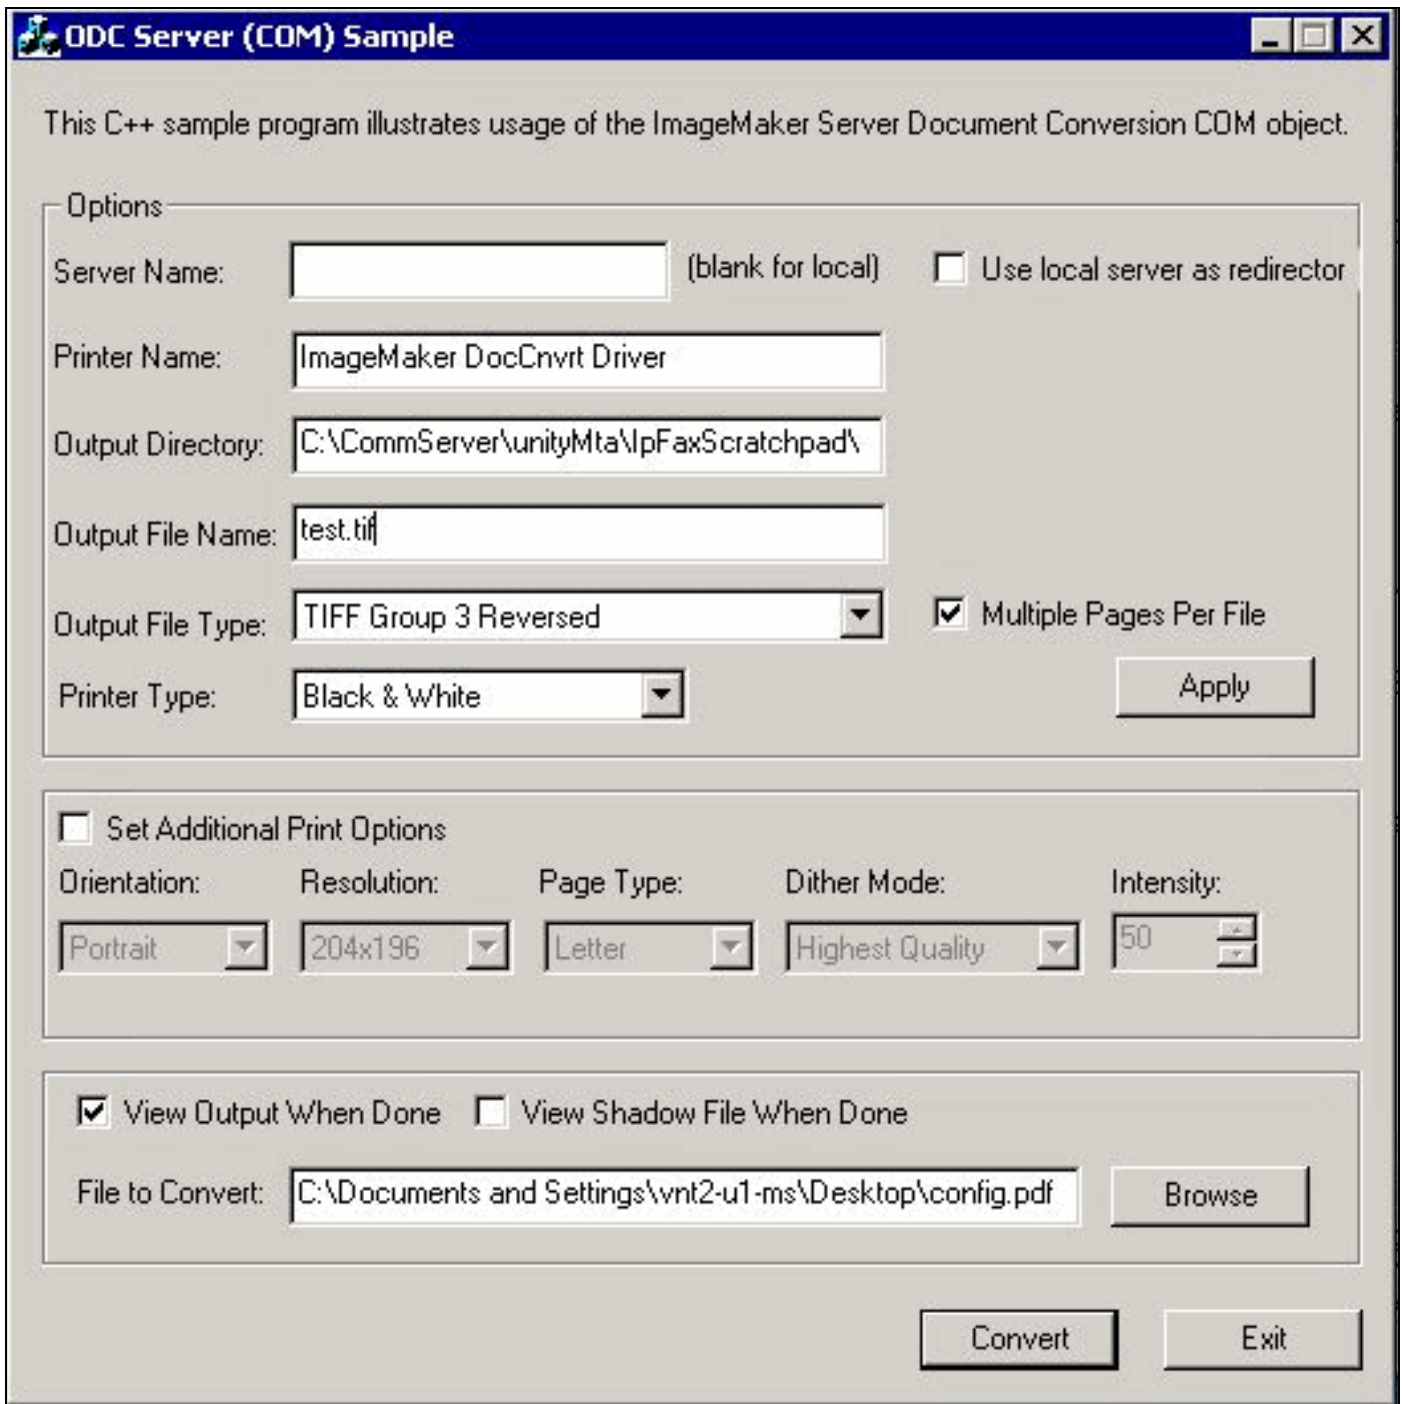 ODC Server (COM) Sample
This C++ sample program illustrates usage of the ImageMaker Server Document Conversion COM object.
Options
Server Name: (blank for local) Use local server as redirector
Printer Name: ImageMaker DocCnvrt Driver
Output Directory: C:\CommServer\unityMta\IpFaxScratchpad\
Output File Name: test.tif
Output File Type: TIFF Group 3 Reversed Multiple Pages Per File
Printer Type: Black & White Apply
Set Additional Print Options
Orientation: Resolution: Page Type: Dither Mode: Intensity:
Portrait 204x196 Letter Highest Quality 50
View Output When Done View Shadow File When Done
File to Convert: C:\Documents and Settings\vnt2-u1-ms\Desktop\config.pdf Browse
Convert Exit